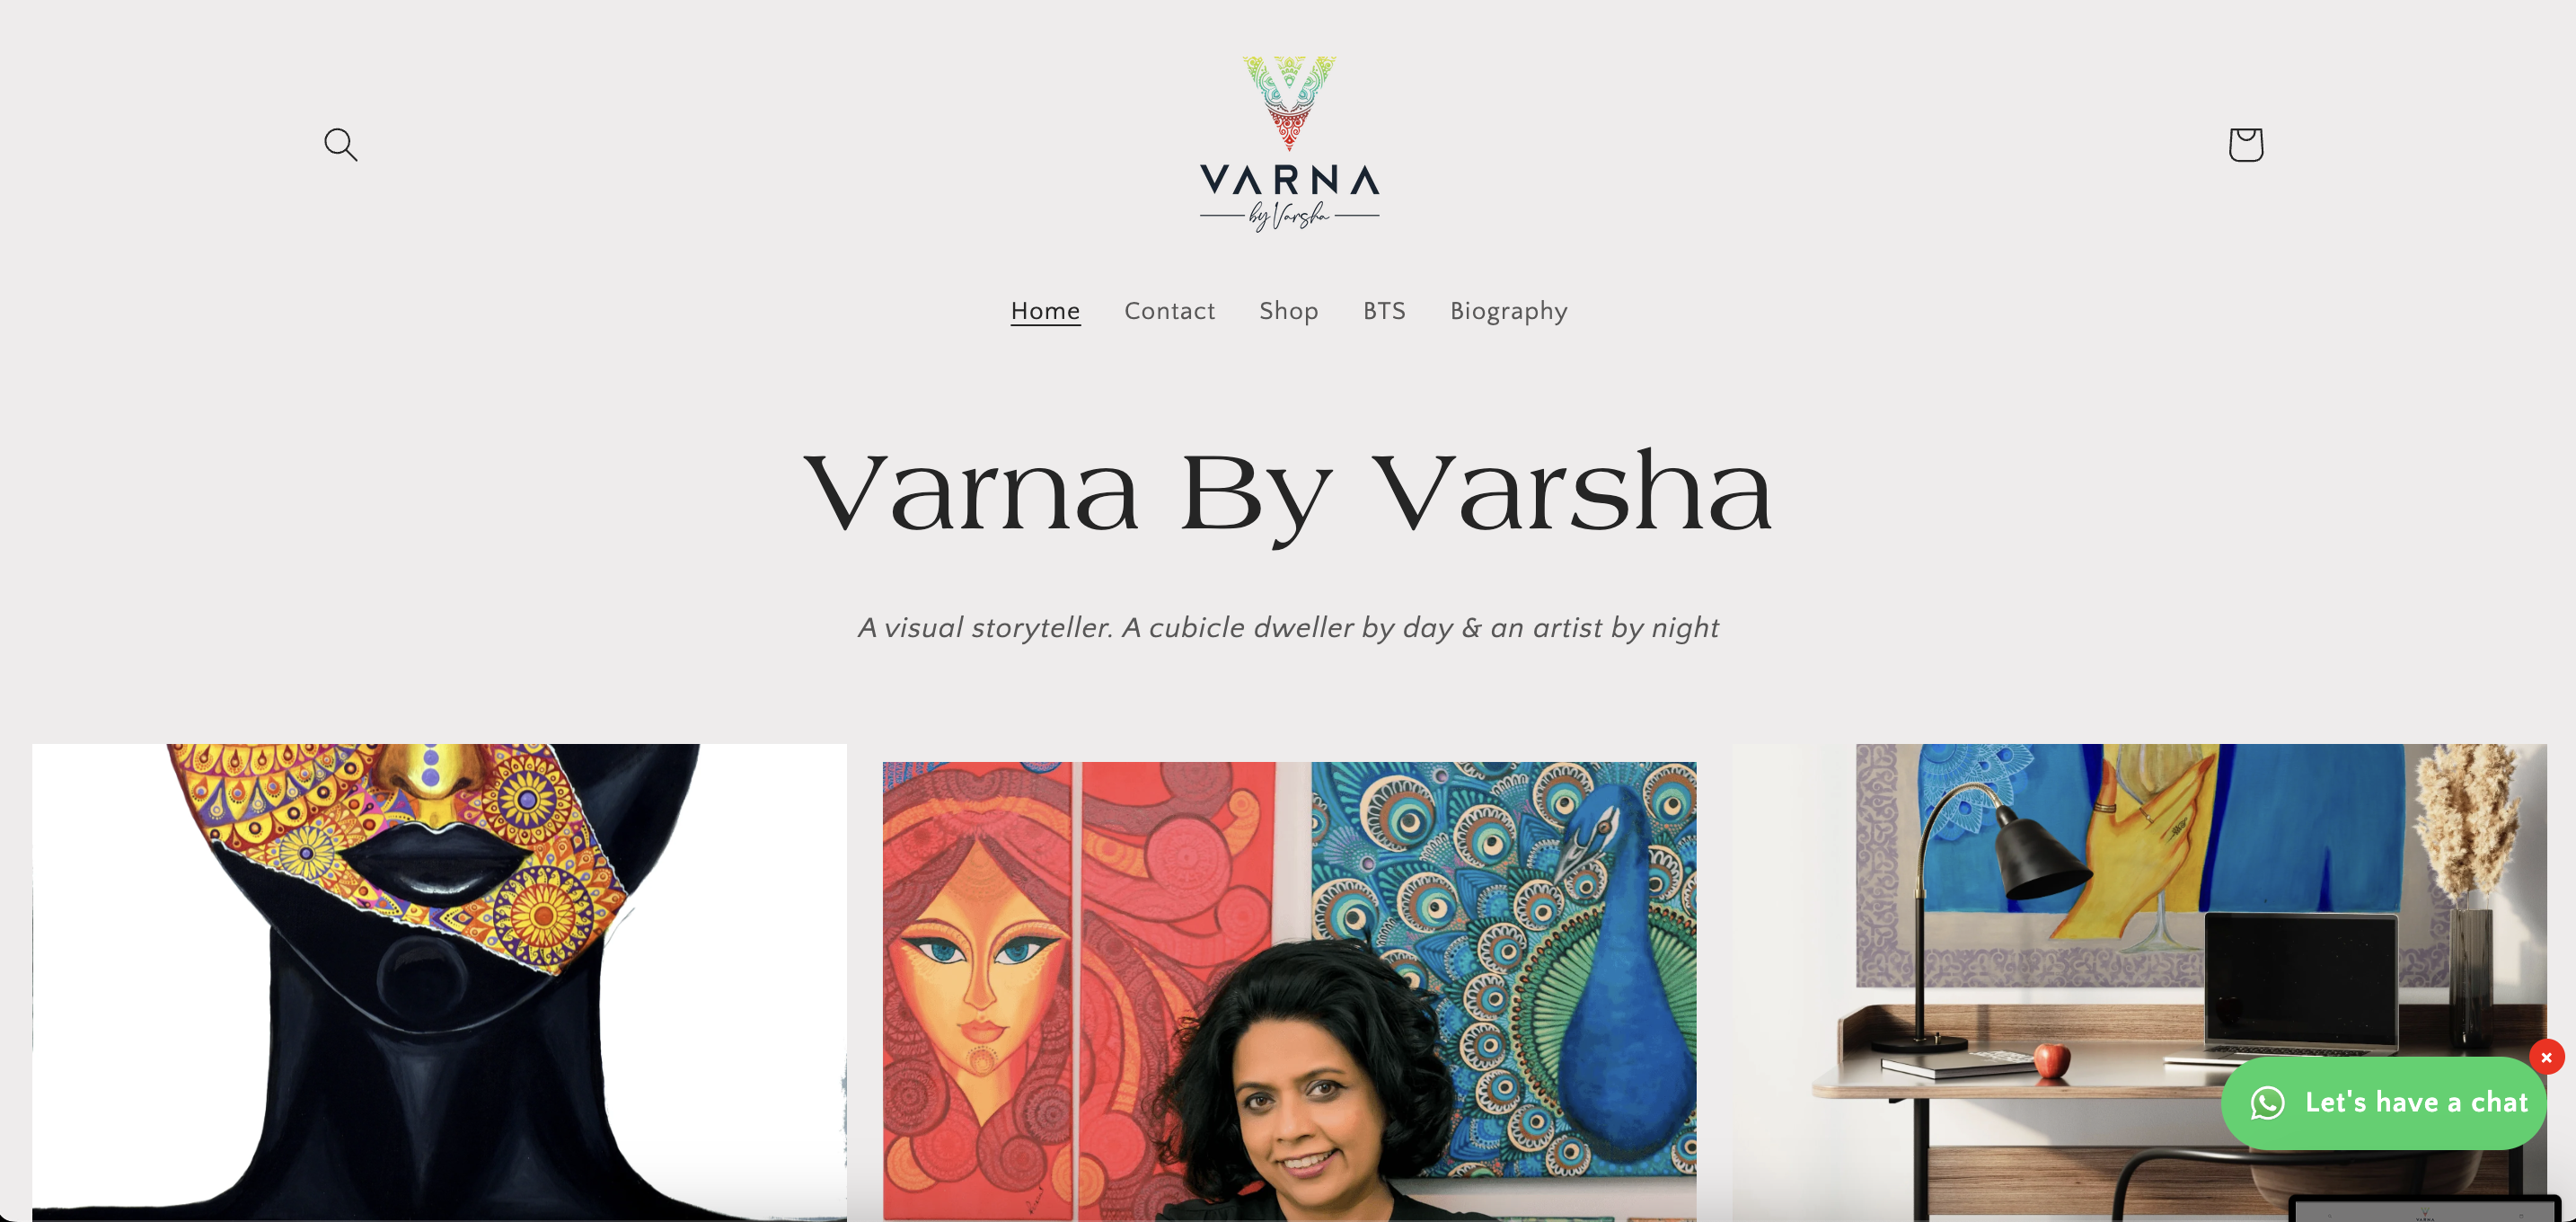 VARNA
by Varsha
Home Contact Shop BTS Biography
Varna By Varsha
A visual storyteller. A cubicle dweller by day & an artist by night
Let's have a chat